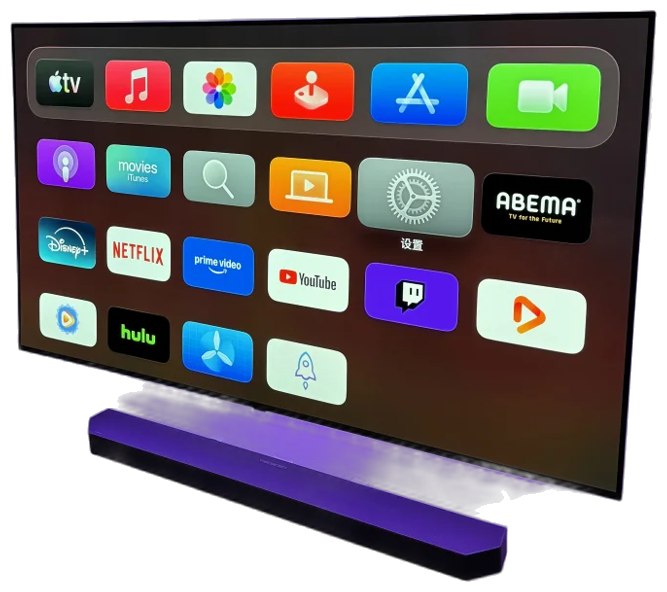 tv
movies
iTunes
设置
ABEMA
TV for the Future
Disney+
NETFLIX
prime video
YouTube
hulu